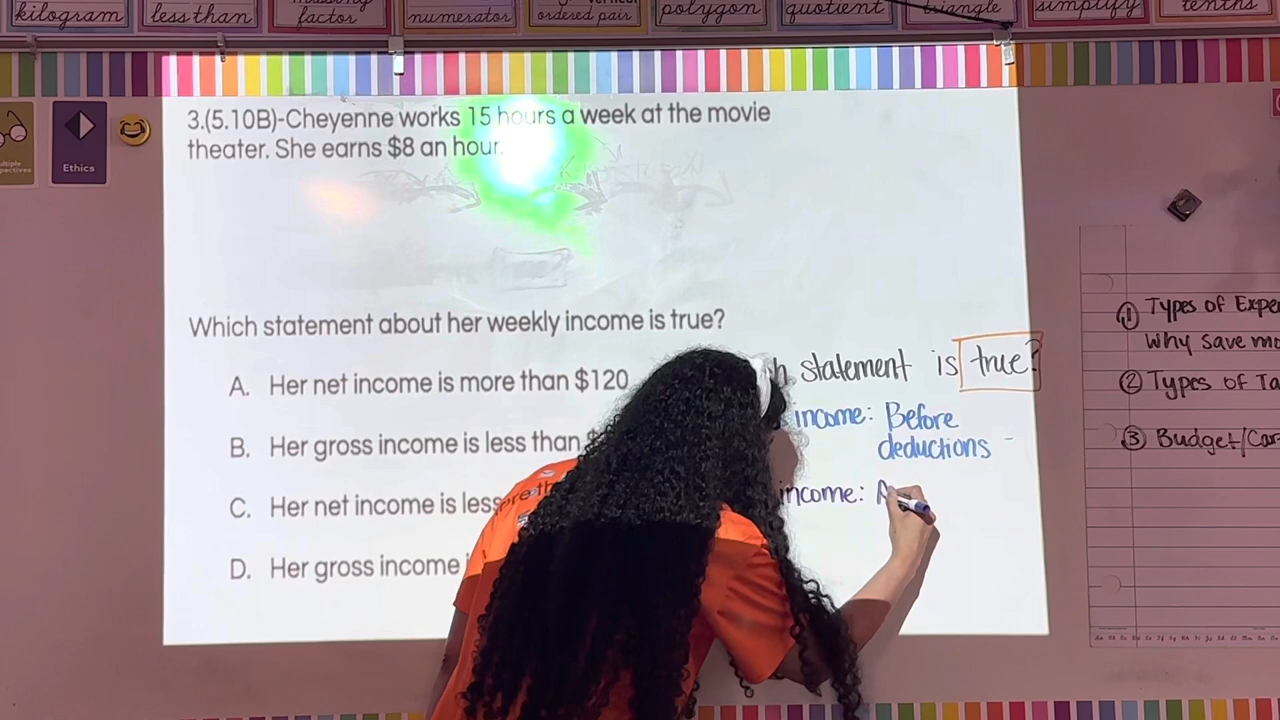 kilogram
less than
factor
numerator
ordered pair
polygon
quotient
triangle
simplify
tenths
Ethics
3.(5.10B)-Cheyenne works 15 hours a week at the movie
theater. She earns $8 an hour.
Which statement about her weekly income is true?
A. Her net income is more than $120
B. Her gross income is less than
C. Her net income is less
D. Her gross income
statement is true?
income: Before
deductions -
income: A
① Types of Expe
Why save mo
② Types of Ta
③ Budget/Car